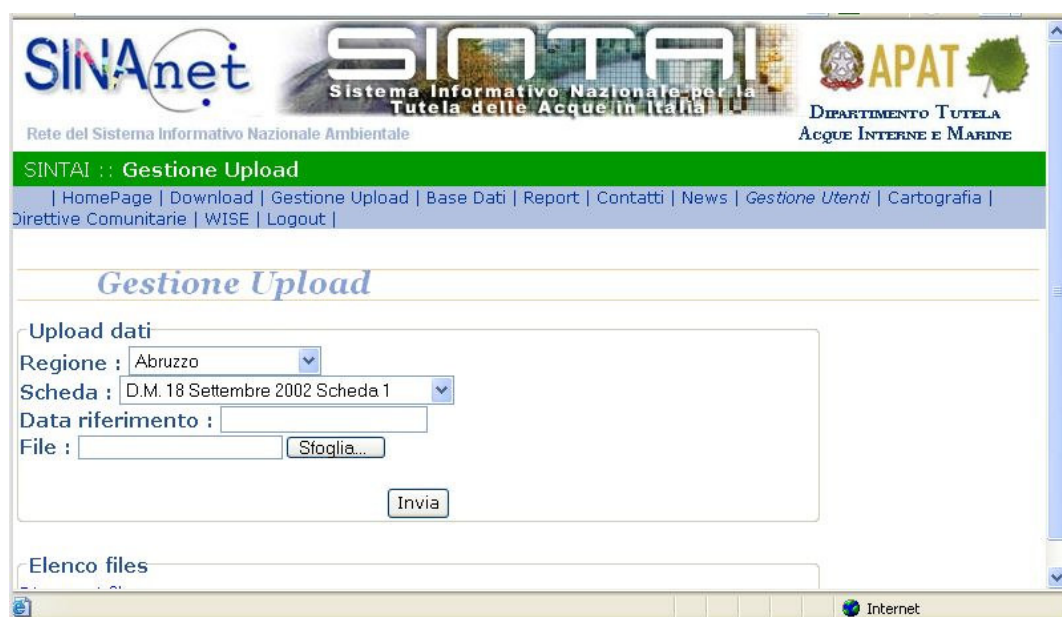 SINAnet
Rete del Sistema Informativo Nazionale Ambientale
SINTAI
Sistema Informativo Nazionale per la
Tutela delle Acque in Italia
APAT
DIPARTIMENTO TUTELA
ACQUE INTERNE E MARINE
SINTAI :: Gestione Upload
| HomePage | Download | Gestione Upload | Base Dati | Report | Contatti | News | Gestione Utenti | Cartografia |
Direttive Comunitarie | WISE | Logout |
Gestione Upload
Upload dati
Regione : Abruzzo
Scheda : D.M. 18 Settembre 2002 Scheda 1
Data riferimento :
File : Sfoglia...
Invia
Elenco files
Internet